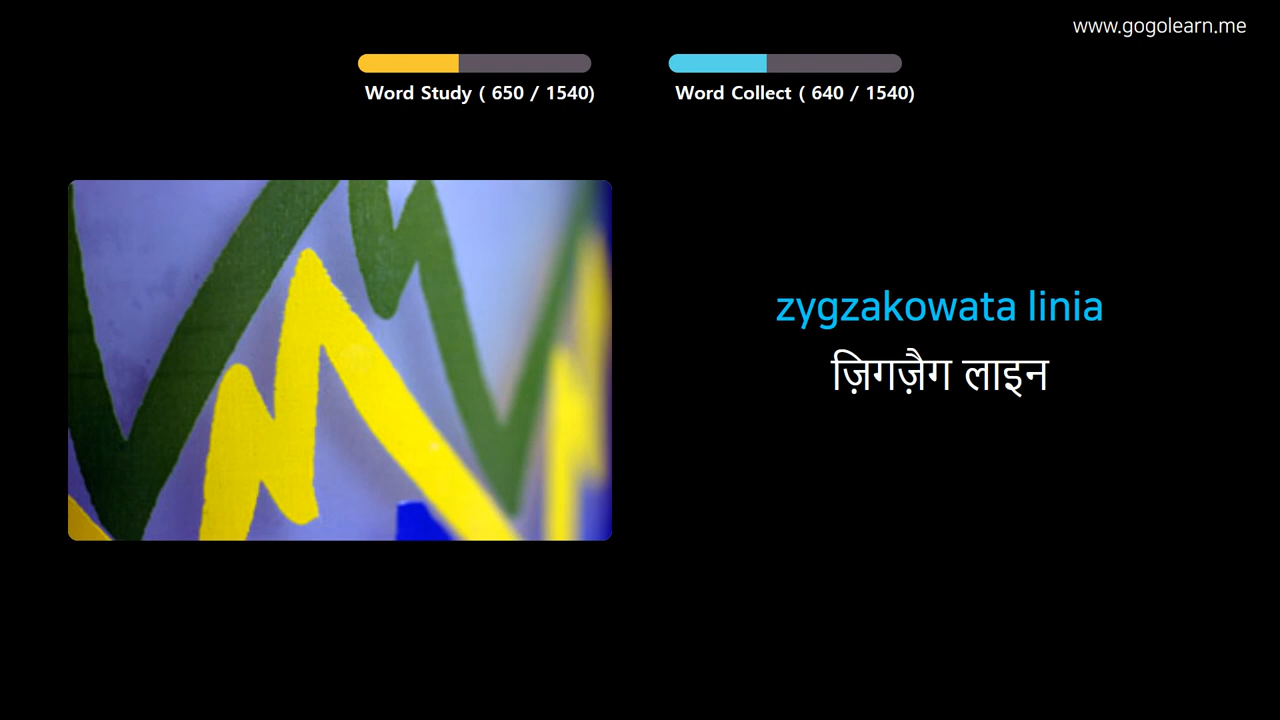 www.gogolearn.me
Word Study ( 650 / 1540)
Word Collect ( 640 / 1540)
zygzakowata linia
ज़िगज़ैग लाइन